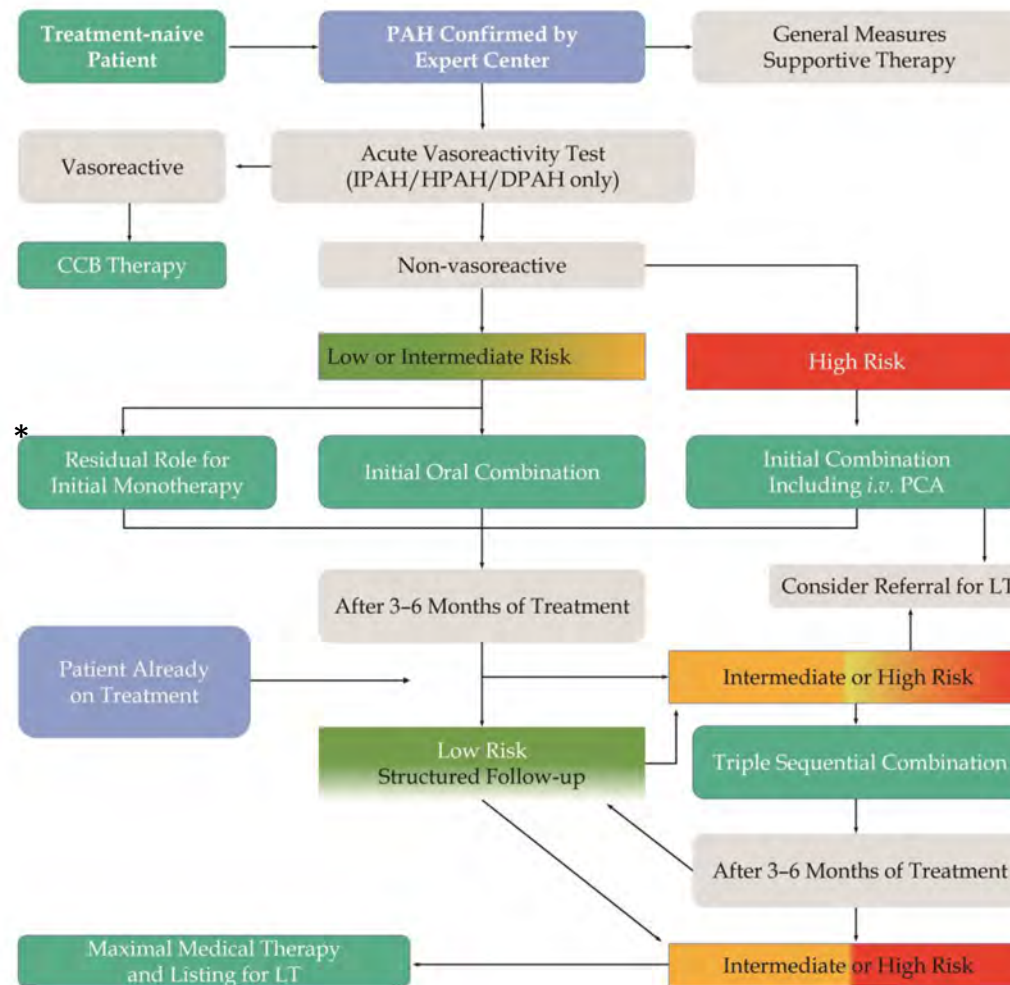 Treatment-naive
Patient
PAH Confirmed by
Expert Center
General Measures
Supportive Therapy
Vasoreactive
Acute Vasoreactivity Test
(IPAH/HPAH/DPAH only)
CCB Therapy
Non-vasoreactive
Low or Intermediate Risk
High Risk
*
Residual Role for
Initial Monotherapy
Initial Oral Combination
Initial Combination
Including i.v. PCA
After 3–6 Months of Treatment
Consider Referral for LT
Patient Already
on Treatment
Intermediate or High Risk
Low Risk
Structured Follow-up
Triple Sequential Combination
After 3–6 Months of Treatment
Maximal Medical Therapy
and Listing for LT
Intermediate or High Risk